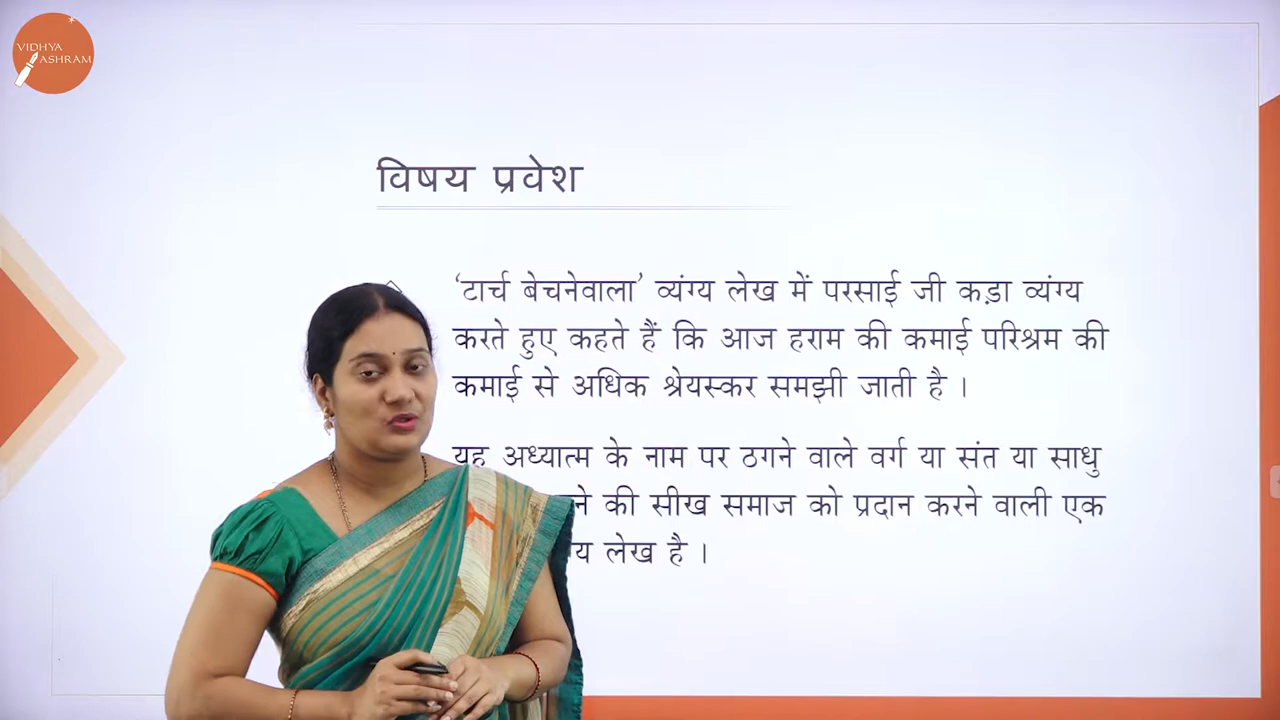 VIDHYA
ASHRAM
विषय प्रवेश
‘टार्च बेचनेवाला’ व्यंग्य लेख में परसाई जी कड़ा व्यंग्य
करते हुए कहते हैं कि आज हराम की कमाई परिश्रम की
कमाई से अधिक श्रेयस्कर समझी जाती है ।
यह अध्यात्म के नाम पर ठगने वाले वर्ग या संत या साधु
की सीख समाज को प्रदान करने वाली एक
लेख है ।